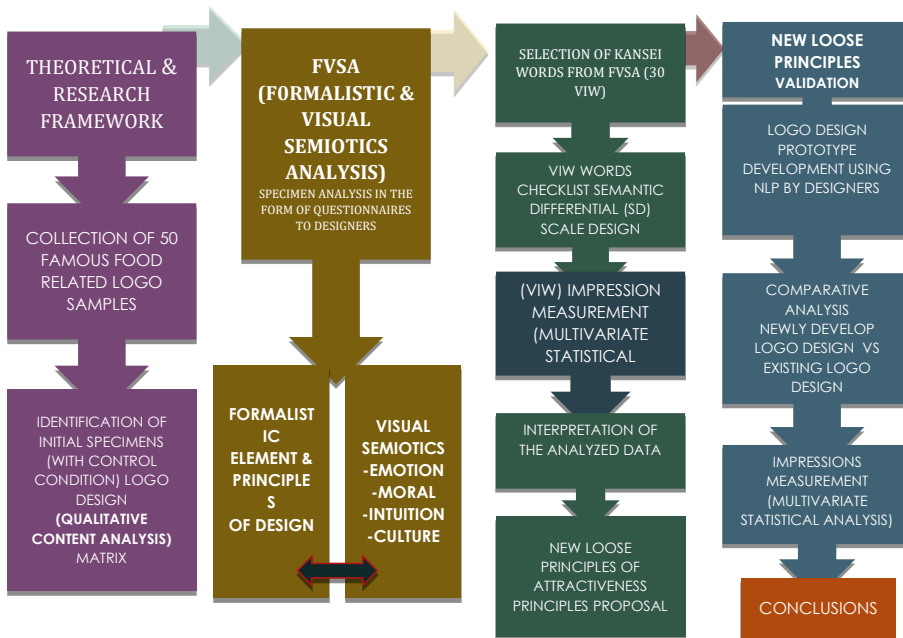 THEORETICAL &
RESEARCH
FRAMEWORK
COLLECTION OF 50
FAMOUS FOOD
RELATED LOGO
SAMPLES
IDENTIFICATION OF
INITIAL SPECIMENS
(WITH CONTROL
CONDITION) LOGO
DESIGN
(QUALITATIVE
CONTENT ANALYSIS)
MATRIX
FVSA
(FORMALISTIC &
VISUAL
SEMIOTICS
ANALYSIS)
SPECIMEN ANALYSIS IN THE
FORM OF QUESTIONNAIRES
TO DESIGNERS
FORMALIST
IC
ELEMENT &
PRINCIPLE
S
OF DESIGN
VISUAL
SEMIOTICS
-EMOTION
-MORAL
-INTUITION
-CULTURE
SELECTION OF KANSEI
WORDS FROM FVSA (30
VIW)
VIW WORDS
CHECKLIST SEMANTIC
DIFFERENTIAL (SD)
SCALE DESIGN
(VIW) IMPRESSION
MEASUREMENT
(MULTIVARIATE
STATISTICAL
INTERPRETATION OF
THE ANALYZED DATA
NEW LOOSE
PRINCIPLES OF
ATTRACTIVENESS
PRINCIPLES PROPOSAL
NEW LOOSE
PRINCIPLES
VALIDATION
LOGO DESIGN
PROTOTYPE
DEVELOPMENT USING
NLP BY DESIGNERS
COMPARATIVE
ANALYSIS
NEWLY DEVELOP
LOGO DESIGN VS
EXISTING LOGO
DESIGN
IMPRESSIONS
MEASUREMENT
(MULTIVARIATE
STATISTICAL ANALYSIS)
CONCLUSIONS